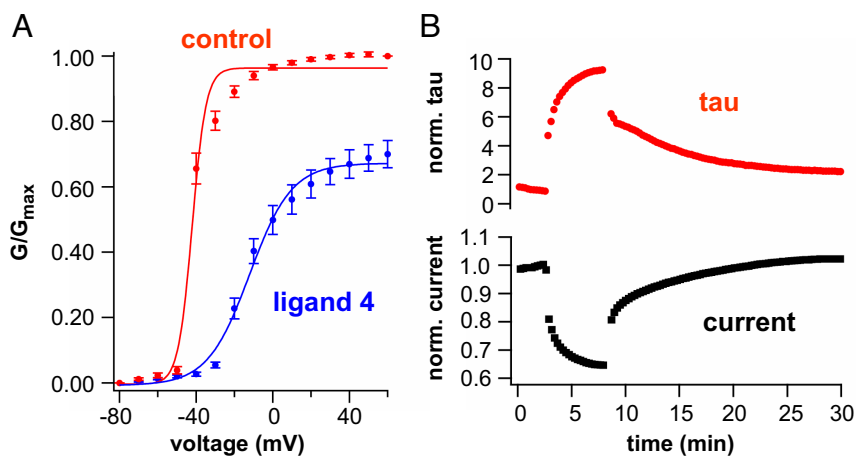 A
control
1.00
0.80
0.60
0.40
0.20
0.00
G/Gmax
ligand 4
-80
-40
0
40
voltage (mV)
B
10
8
6
4
2
0
norm. tau
tau
1.1
1.0
0.9
0.8
0.7
0.6
norm. current
current
0
5
10
15
20
25
30
time (min)